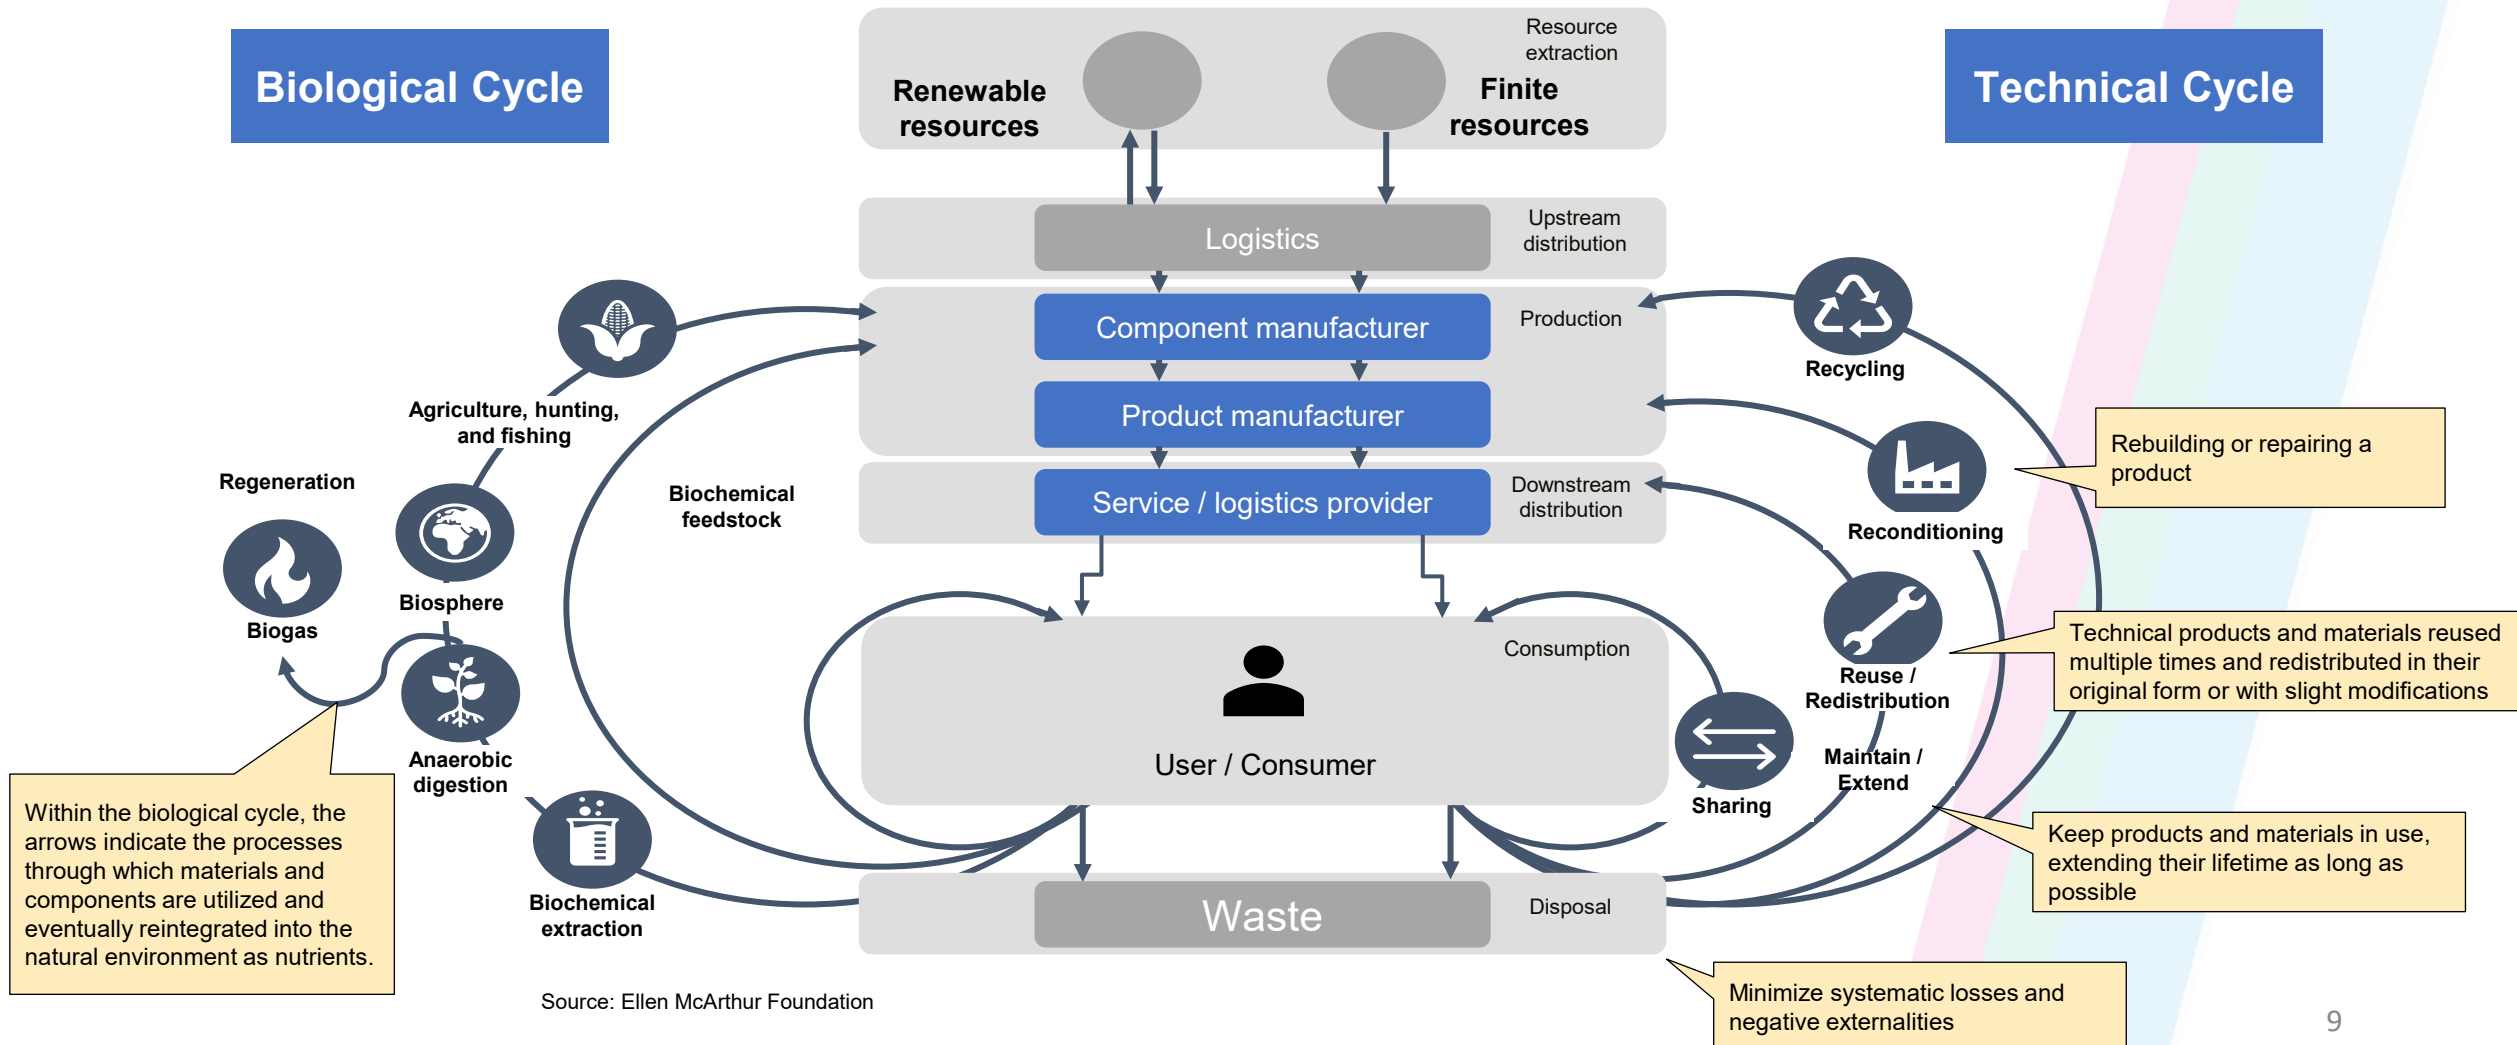 Biological Cycle
Technical Cycle
Resource
extraction
Renewable
resources
Finite
resources
Logistics
Upstream
distribution
Component manufacturer
Production
Product manufacturer
Service / logistics provider
Downstream
distribution
Agriculture, hunting,
and fishing
Regeneration
Biochemical
feedstock
Biosphere
Biogas
Anaerobic
digestion
Biochemical
extraction
Within the biological cycle, the
arrows indicate the processes
through which materials and
components are utilized and
eventually reintegrated into the
natural environment as nutrients.
Consumption
User / Consumer
Waste
Disposal
Recycling
Reconditioning
Rebuilding or repairing a
product
Reuse /
Redistribution
Technical products and materials reused
multiple times and redistributed in their
original form or with slight modifications
Maintain /
Extend
Sharing
Keep products and materials in use,
extending their lifetime as long as
possible
Minimize systematic losses and
negative externalities
Source: Ellen McArthur Foundation
9